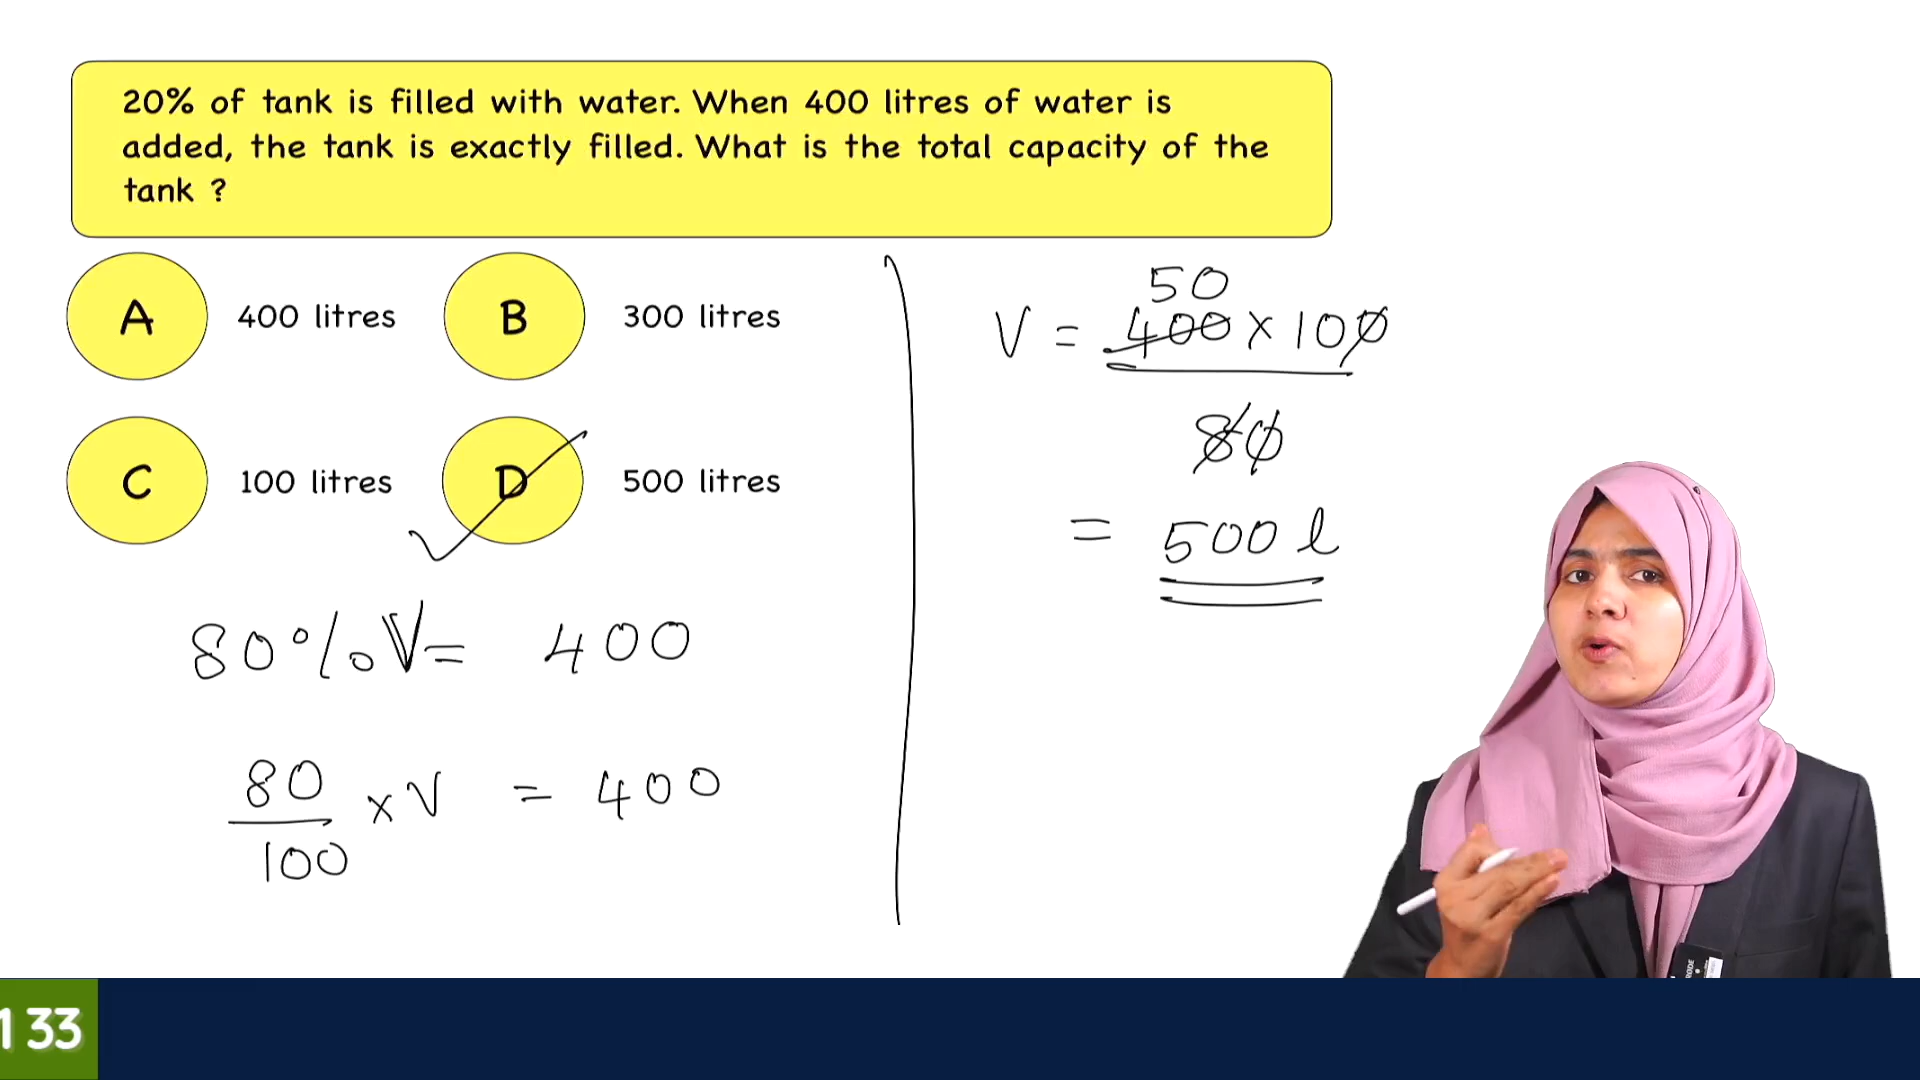 20% of tank is filled with water. When 400 litres of water is
added, the tank is exactly filled. What is the total capacity of the
tank ?
A 400 litres B 300 litres
C 100 litres D 500 litres
80% V = 400
80
100
x V = 400
50
V = 400 x 100
80
= 500 l
133